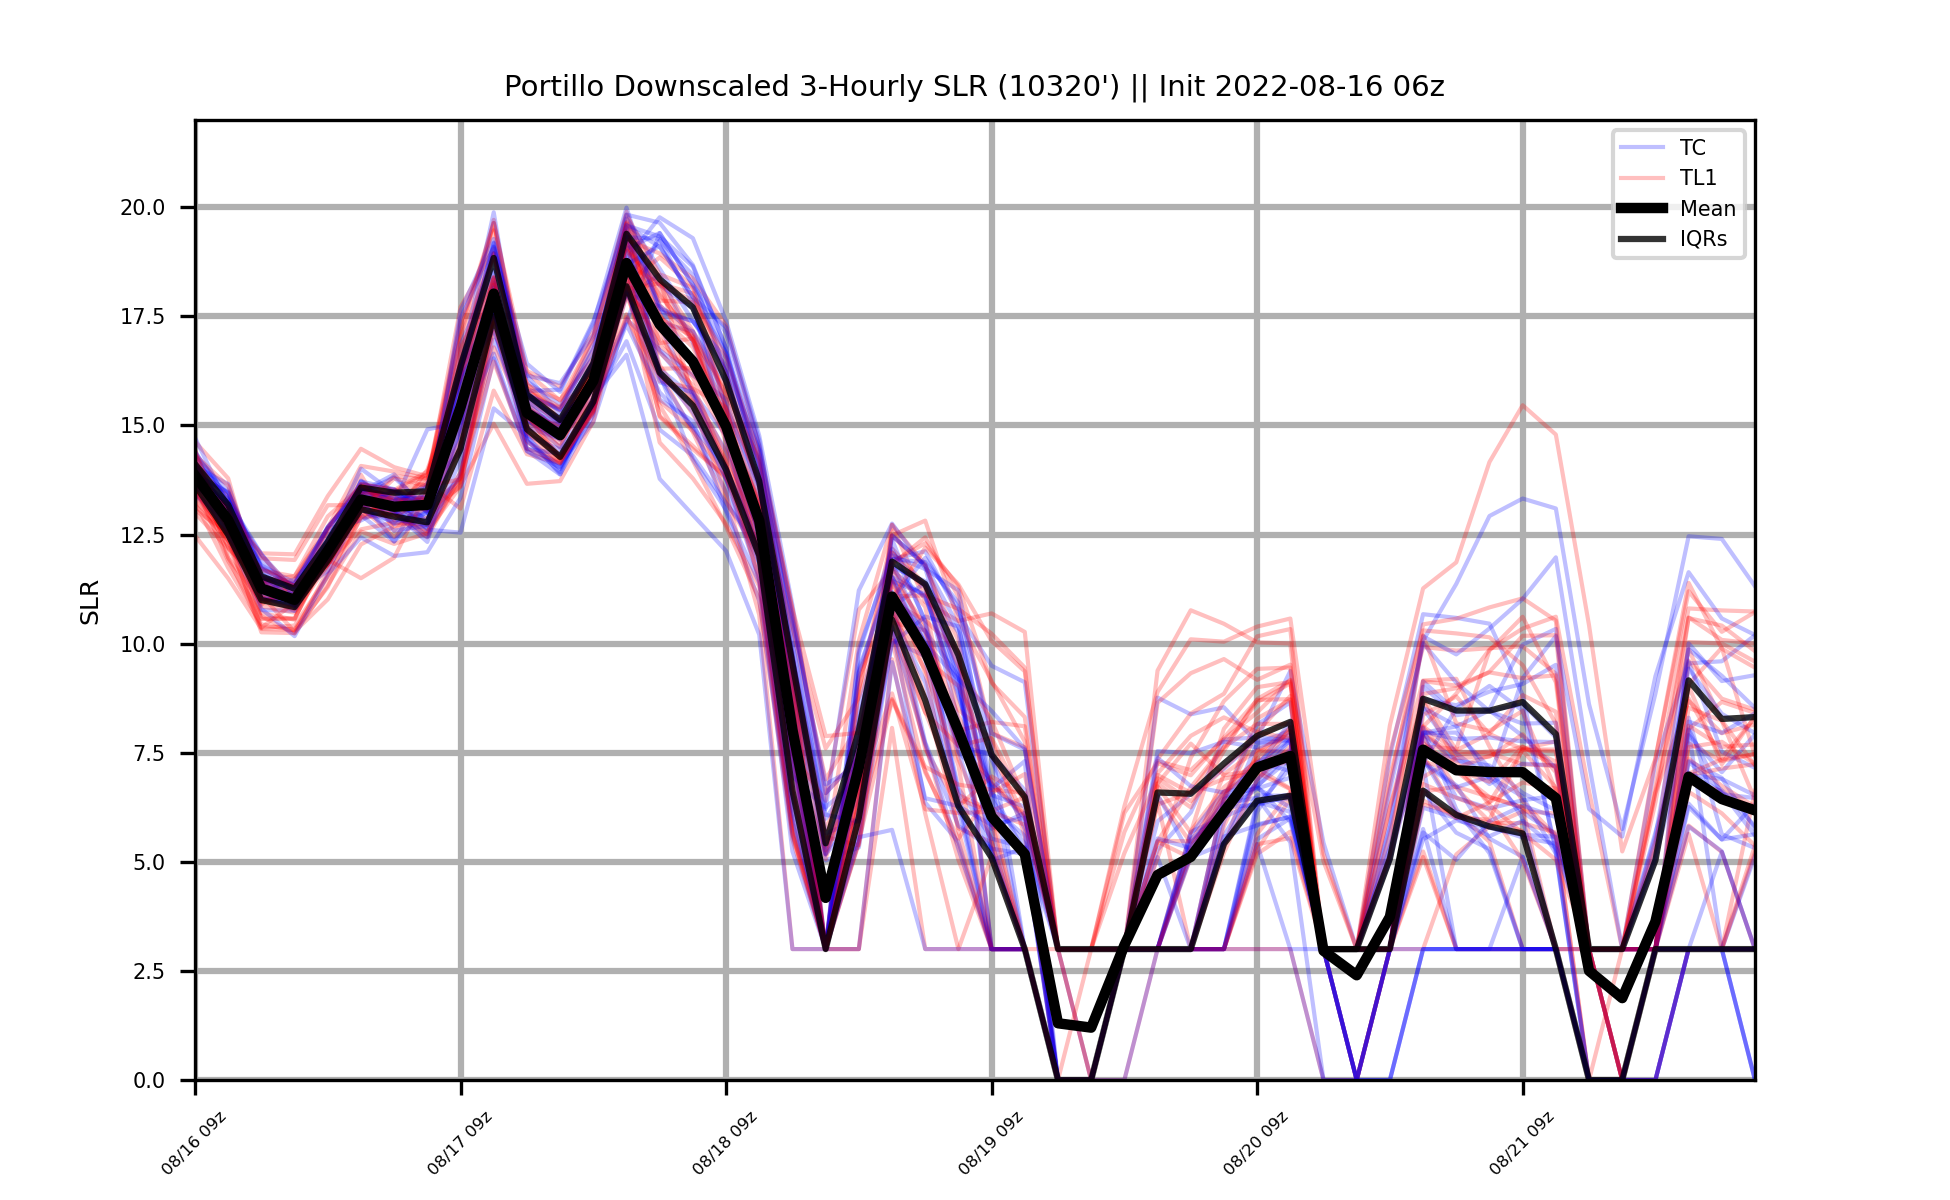 Portillo Downscaled 3-Hourly SLR (10320') || Init 2022-08-16 06z
TC
TL1
Mean
IQRs
SLR
20.0
17.5
15.0
12.5
10.0
7.5
5.0
2.5
0.0
08/16 09z
08/17 09z
08/18 09z
08/19 09z
08/20 09z
08/21 09z